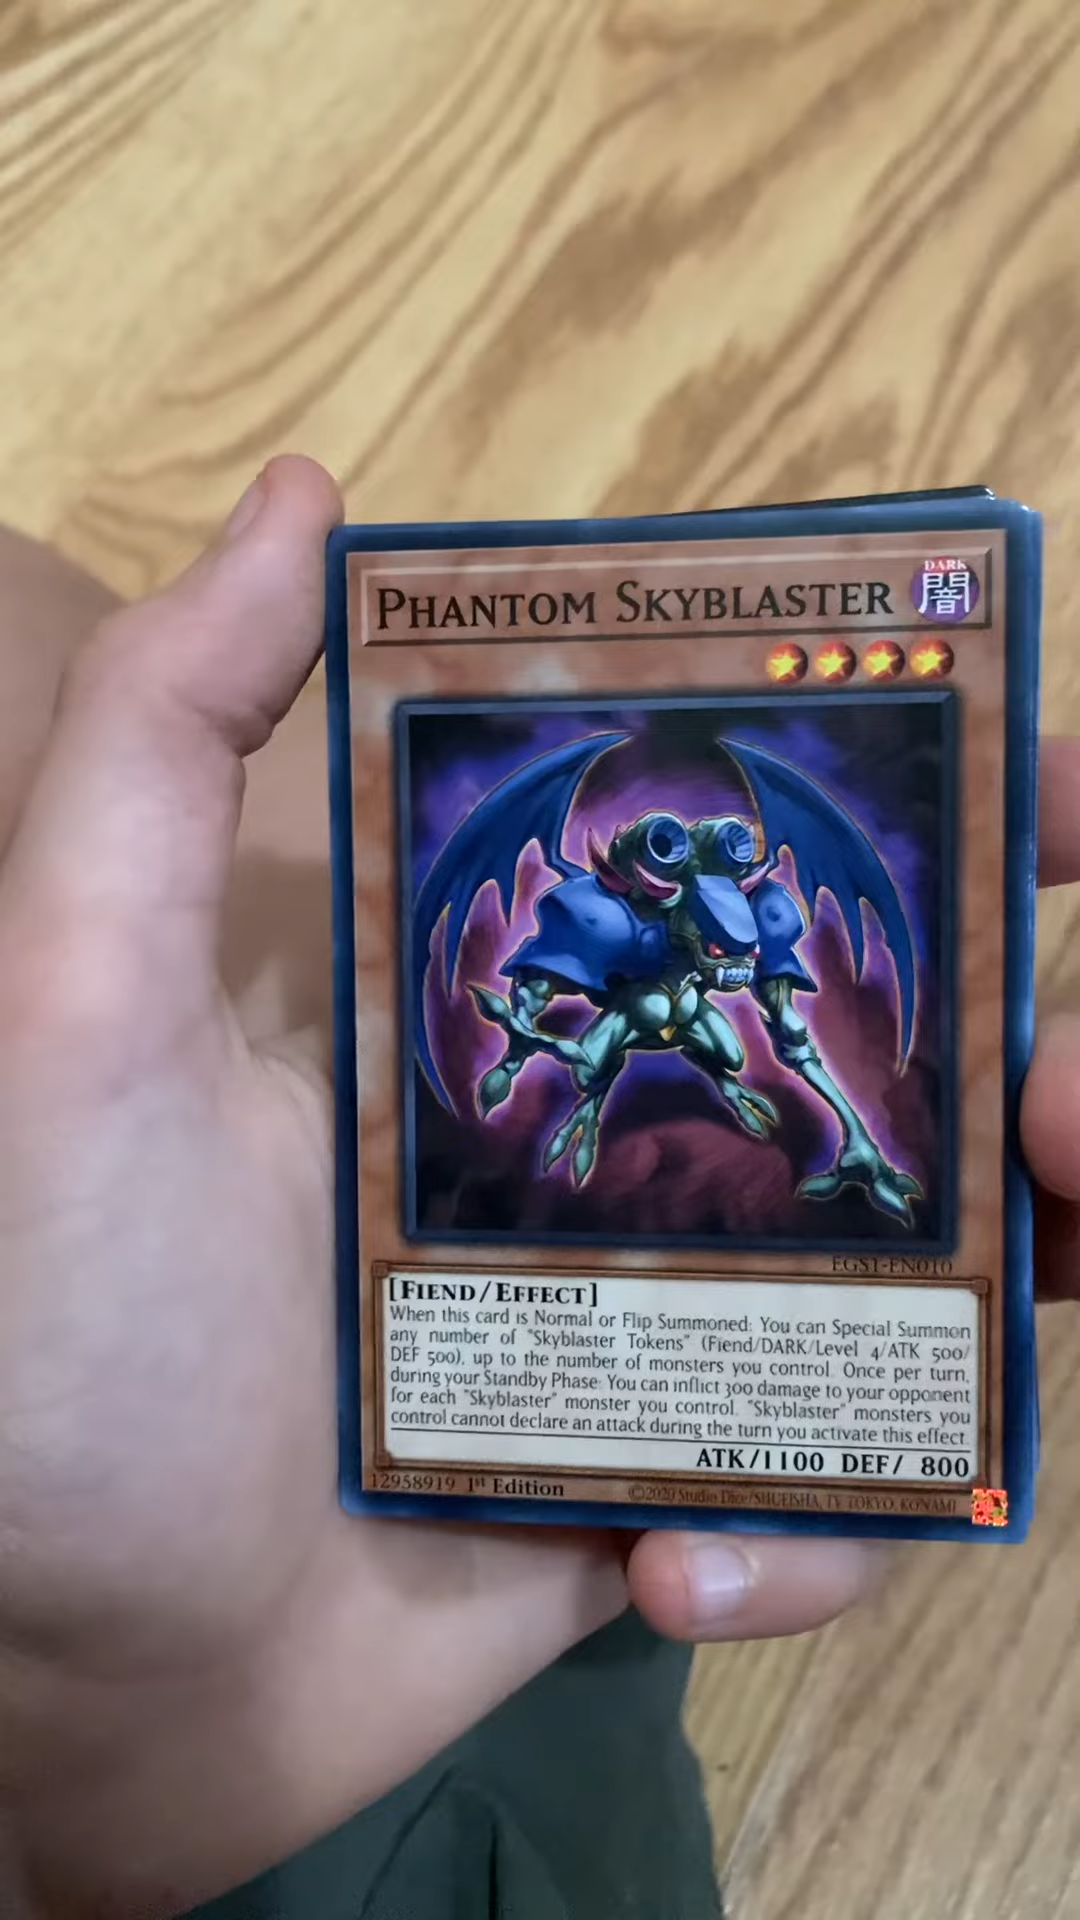 PHANTOM SKYBLASTER
DARK
闇
EGS1-EN010
[FIEND/EFFECT]
When this card is Normal or Flip Summoned: You can Special Summon
any number of "Skyblaster Tokens" (Fiend/DARK/Level 4/ATK 500/
DEF 500), up to the number of monsters you control. Once per turn,
during your Standby Phase: You can inflict 300 damage to your opponent
for each "Skyblaster" monster you control. "Skyblaster" monsters you
control cannot declare an attack during the turn you activate this effect.
ATK/1100 DEF/ 800
12958919 1st Edition
©2020 Studio Dice/SHUEISHA, TV TOKYO, KONAMI